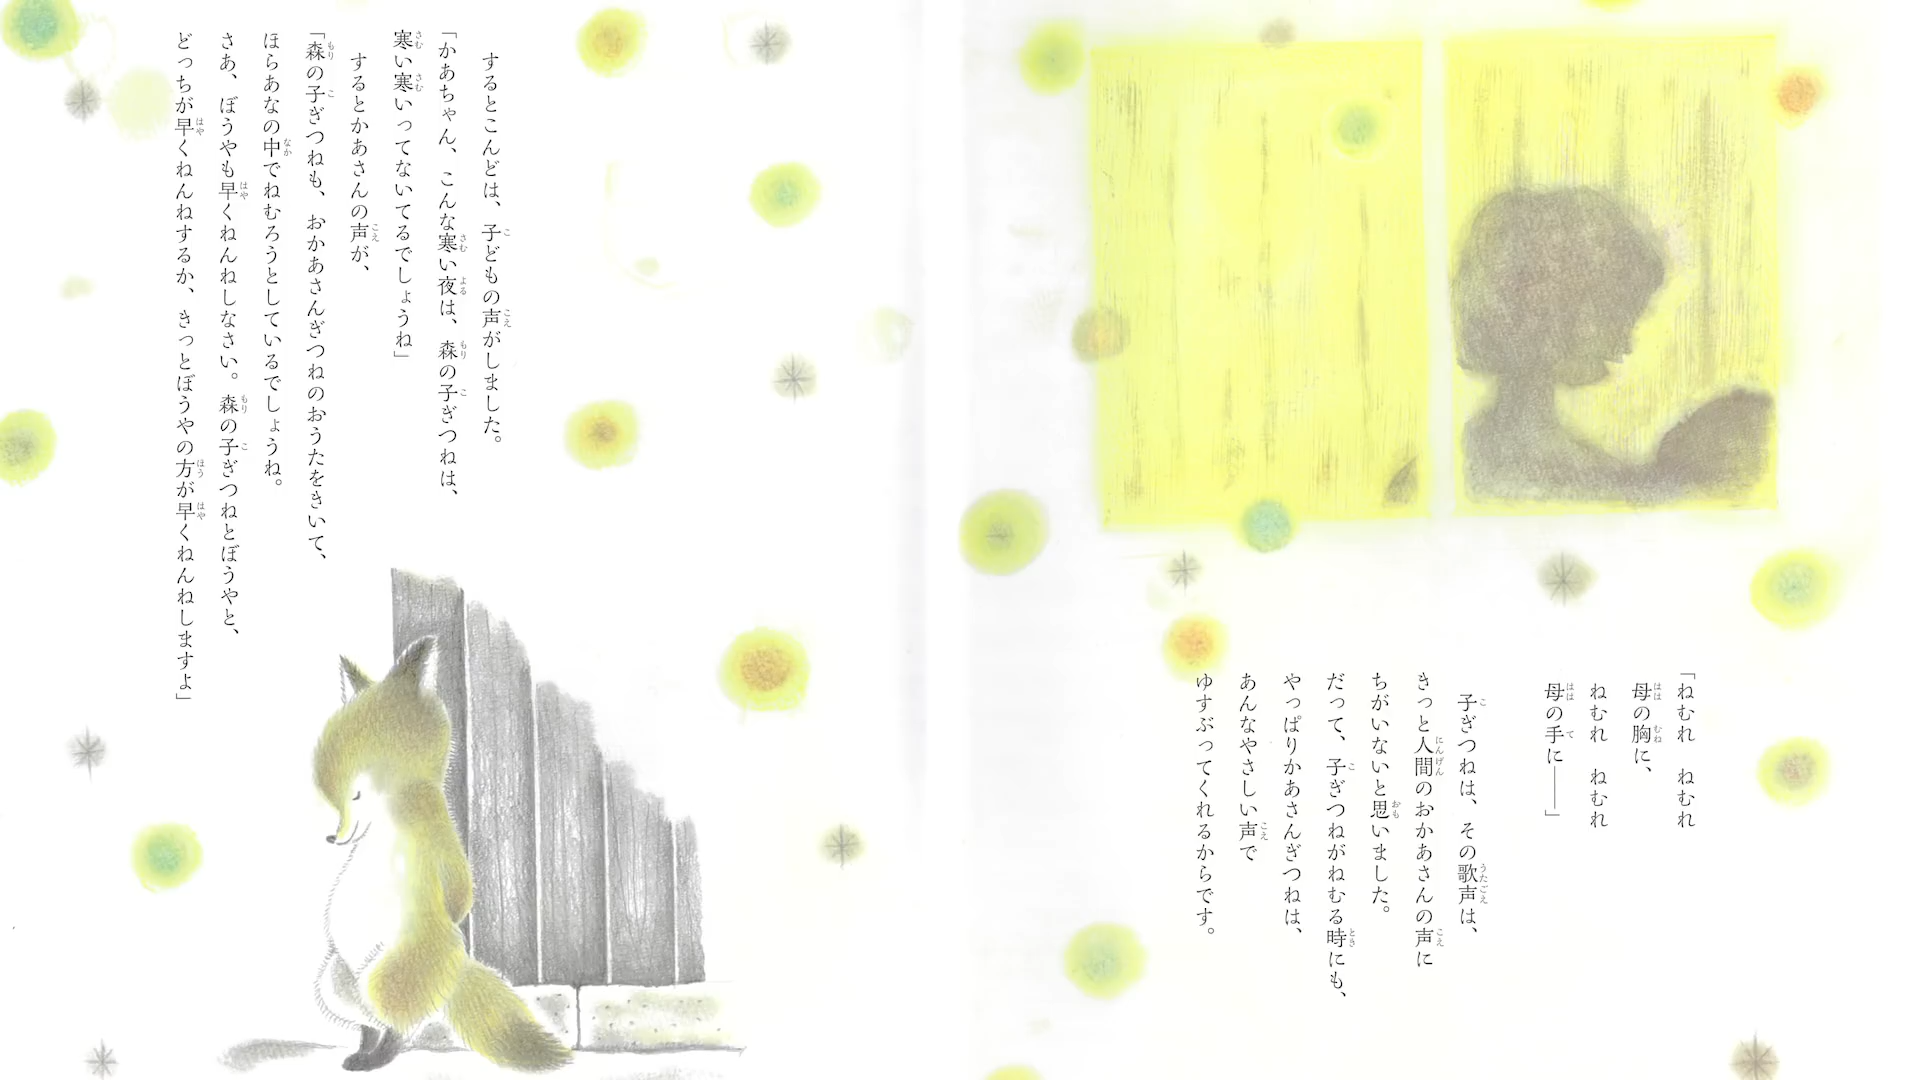 「ねむれ　ねむれ
母の胸に、
ねむれ　ねむれ
母の手に――」
子ぎつねは、その歌声は、
きっと人間のおかあさんの声に
ちがいないと思いました。
だって、子ぎつねがねむる時にも、
やっぱりかあさんぎつねは、
あんなやさしい声で
ゆすぶってくれるからです。
するとこんどは、子どもの声がしました。
「かあちゃん、こんな寒い夜は、森の子ぎつねは、
寒い寒いってないてるでしょうね」
するとかあさんの声が、
「森の子ぎつねも、おかあさんぎつねのおうたをきいて、
ほらあなの中でねむろうとしているでしょうね。
さあ、ぼうやも早くねんねしなさい。森の子ぎつねとぼうやと、
どっちが早くねんねするか、きっとぼうやの方が早くねんねしますよ」